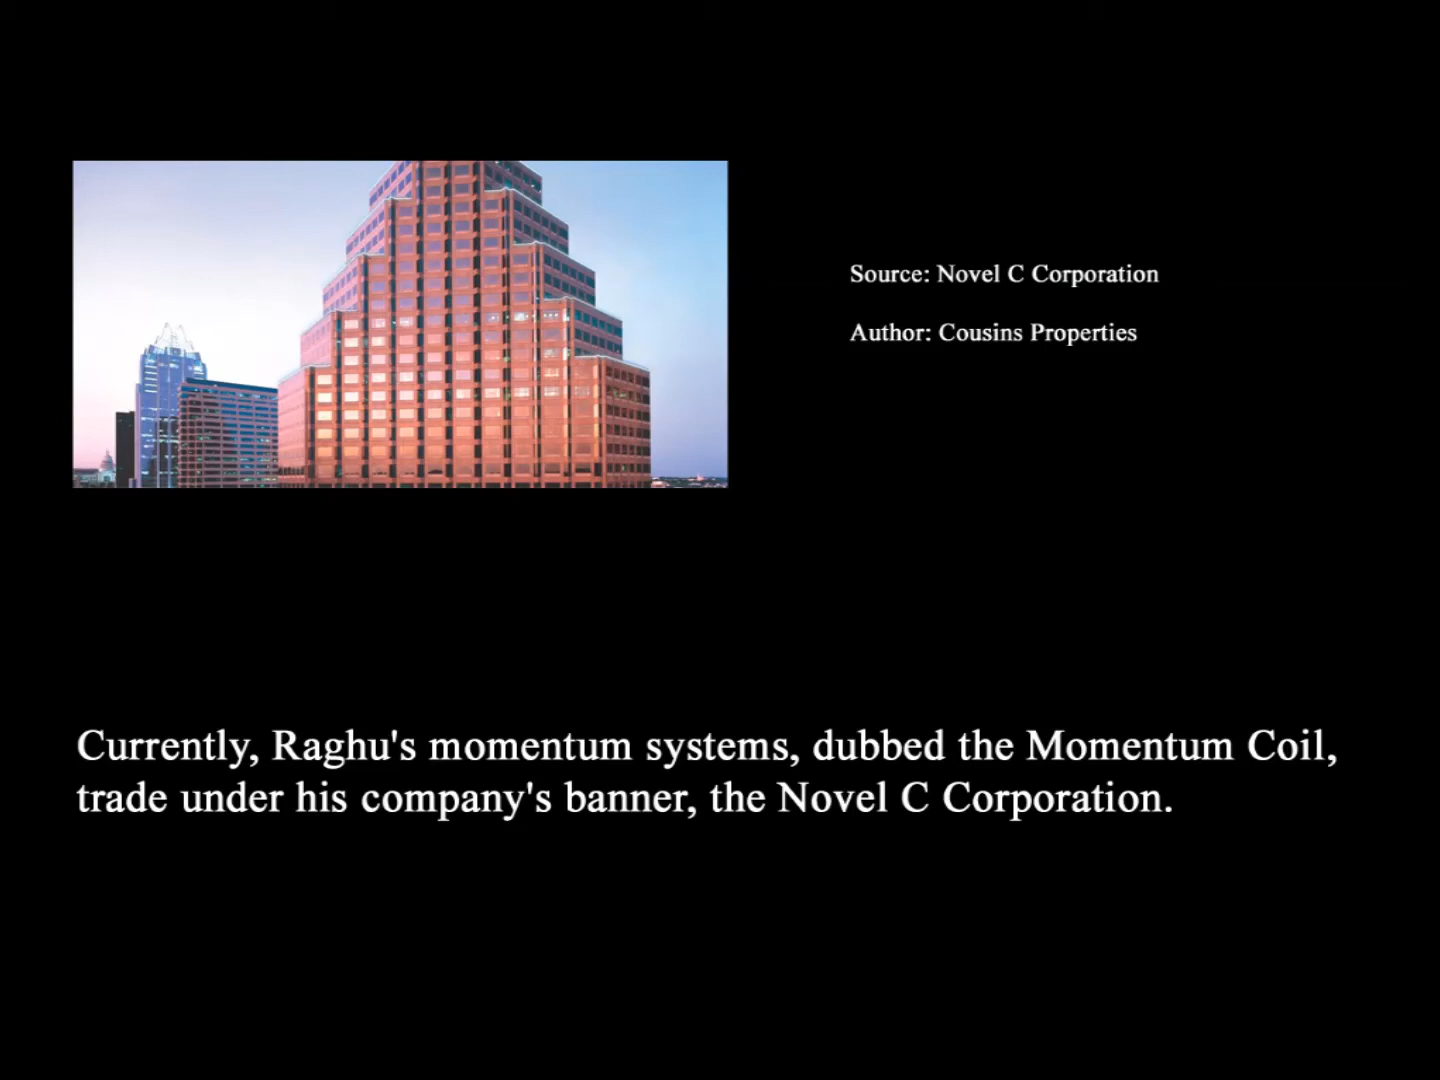 Source: Novel C Corporation
Author: Cousins Properties
Currently, Raghu's momentum systems, dubbed the Momentum Coil,
trade under his company's banner, the Novel C Corporation.